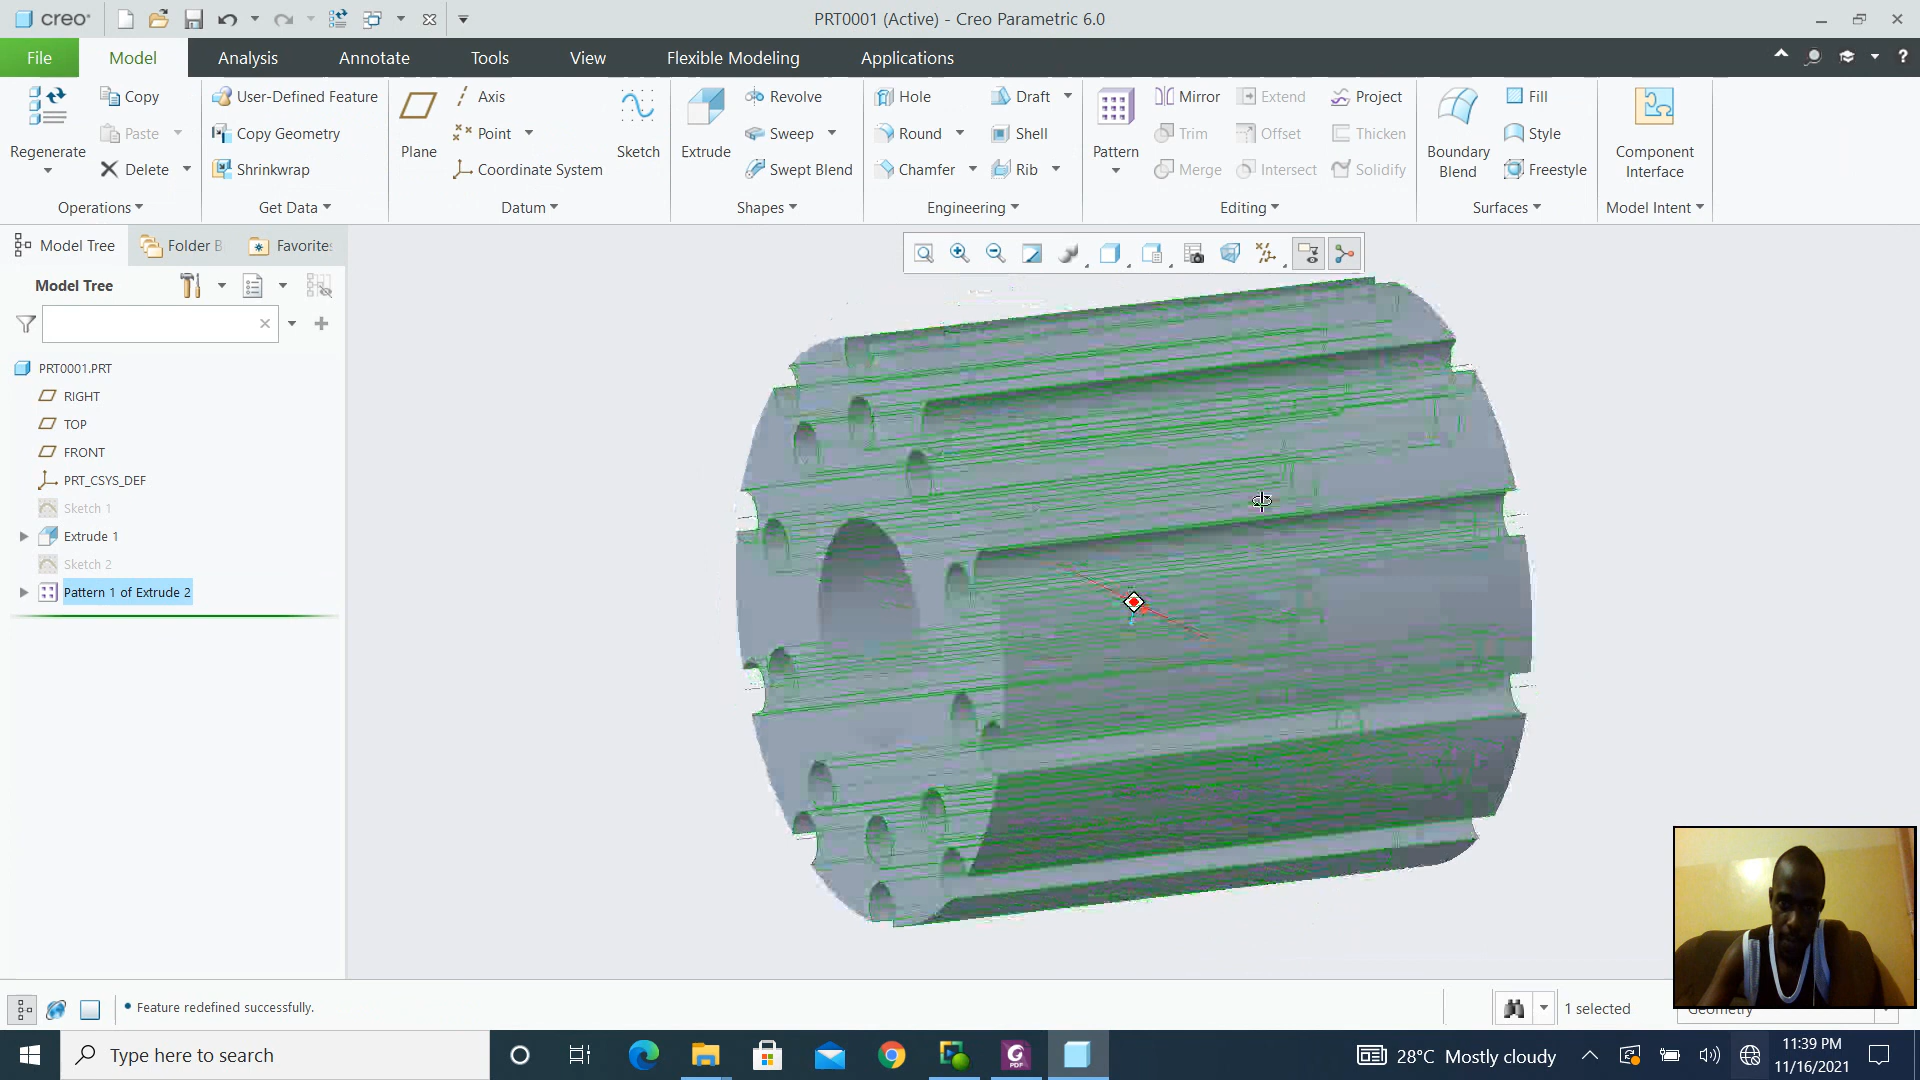 creo°
PRT0001 (Active) - Creo Parametric 6.0
File Model Analysis Annotate Tools View Flexible Modeling Applications
Regenerate
Copy
Paste
Delete
Operations
User-Defined Feature
Copy Geometry
Shrinkwrap
Get Data
Plane
Axis
Point
Coordinate System
Sketch
Datum
Extrude
Revolve
Sweep
Swept Blend
Shapes
Hole
Round
Chamfer
Draft
Shell
Rib
Engineering
Pattern
Mirror
Trim
Merge
Extend
Offset
Intersect
Project
Thicken
Solidify
Editing
Boundary
Blend
Fill
Style
Freestyle
Surfaces
Component
Interface
Model Intent
Model Tree Folder B Favorites
Model Tree
PRT0001.PRT
RIGHT
TOP
FRONT
PRT_CSYS_DEF
Sketch 1
Extrude 1
Sketch 2
Pattern 1 of Extrude 2
Feature redefined successfully.
1 selected
Geometry
Type here to search
PDF
28°C Mostly cloudy
11:39 PM
11/16/2021